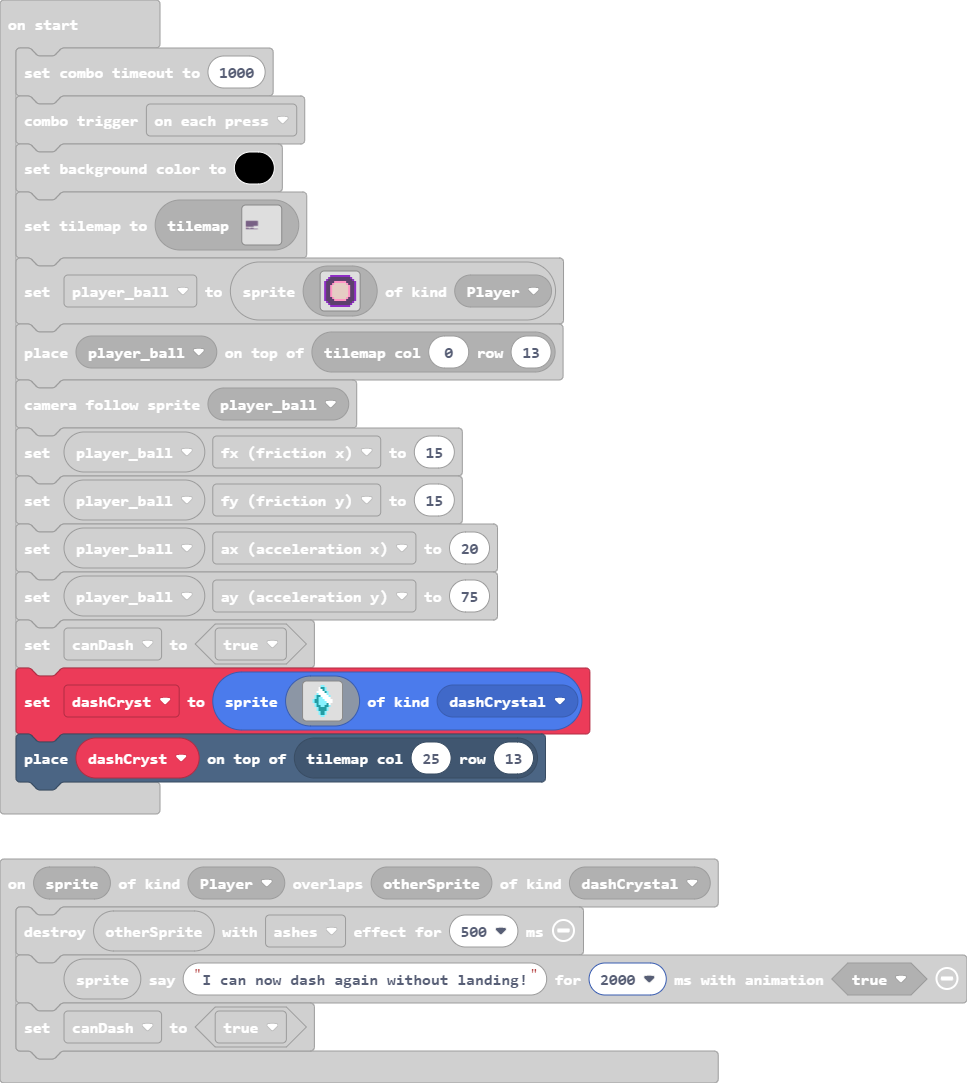 on start
set combo timeout to 1000
combo trigger on each press
set background color to
set tilemap to tilemap
set player_ball to sprite of kind Player
place player_ball on top of tilemap col 0 row 13
camera follow sprite player_ball
set player_ball fx (friction x) to 15
set player_ball fy (friction y) to 15
set player_ball ax (acceleration x) to 20
set player_ball ay (acceleration y) to 75
set canDash to true
set dashCryst to sprite of kind dashCrystal
place dashCryst on top of tilemap col 25 row 13
on sprite of kind Player overlaps otherSprite of kind dashCrystal
destroy otherSprite with ashes effect for 500 ms
sprite say "I can now dash again without landing!" for 2000 ms with animation true
set canDash to true